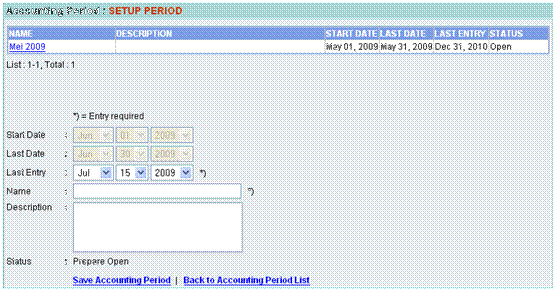 Accounting Period : SETUP PERIOD
NAME DESCRIPTION START DATE LAST DATE LAST ENTRY STATUS
Mei 2009 May 01, 2009 May 31, 2009 Dec 31, 2010 Open
List : 1-1, Total : 1
*) = Entry required
Start Date : Jun 01 2009
Last Date : Jun 30 2009
Last Entry : Jul 15 2009 *)
Name : *)
Description :
Status : Prepare Open
Save Accounting Period | Back to Accounting Period List